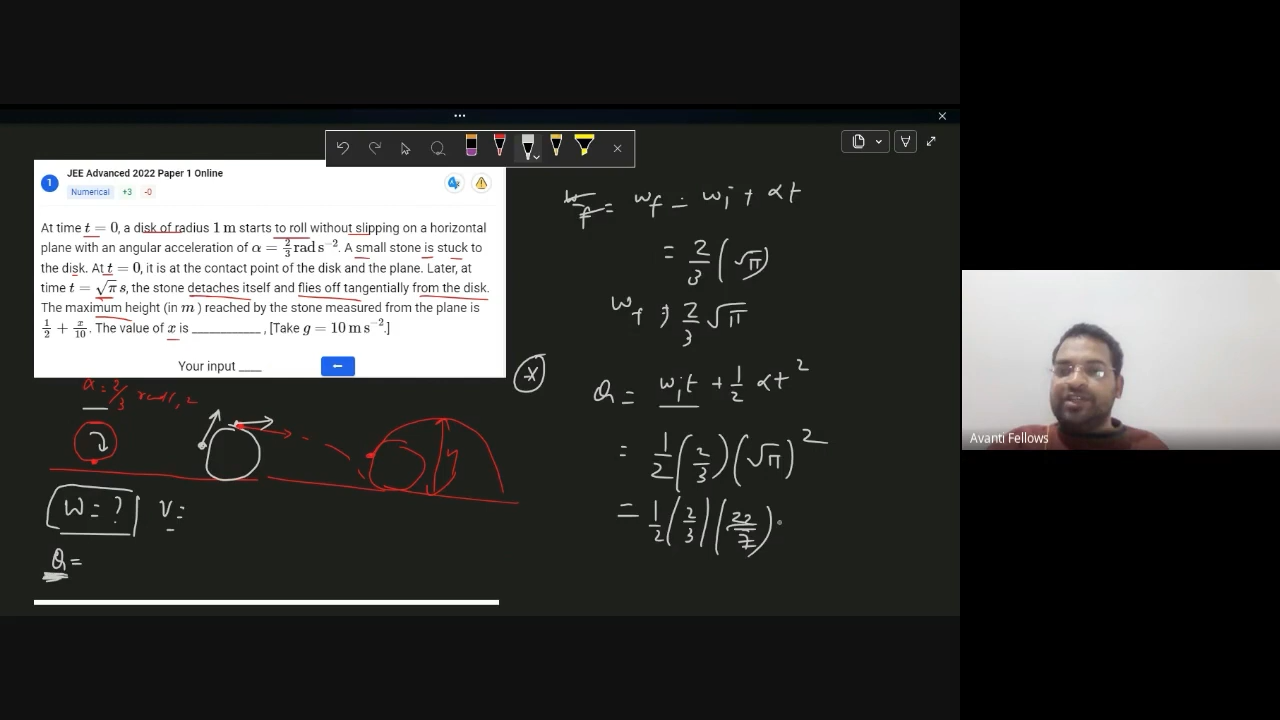 JEE Advanced 2022 Paper 1 Online
1
Numerical +3 -0
At time t = 0, a disk of radius 1 m starts to roll without slipping on a horizontal
plane with an angular acceleration of α = 2/3 rad s⁻². A small stone is stuck to
the disk. At t = 0, it is at the contact point of the disk and the plane. Later, at
time t = √π s, the stone detaches itself and flies off tangentially from the disk.
The maximum height (in m) reached by the stone measured from the plane is
1/2 + x/10. The value of x is __________, [Take g = 10 m s⁻².]
Your input ____
α = 2/3 rad/s2
W = ?
V =
θ =
= Wf = Wi + αt
= 2/3 (√π)
Wf = 2/3 √π
θ = Wit + 1/2 αt²
= 1/2 (2/3) (√π)²
= 1/2 (2/3) (22/7)
Avanti Fellows